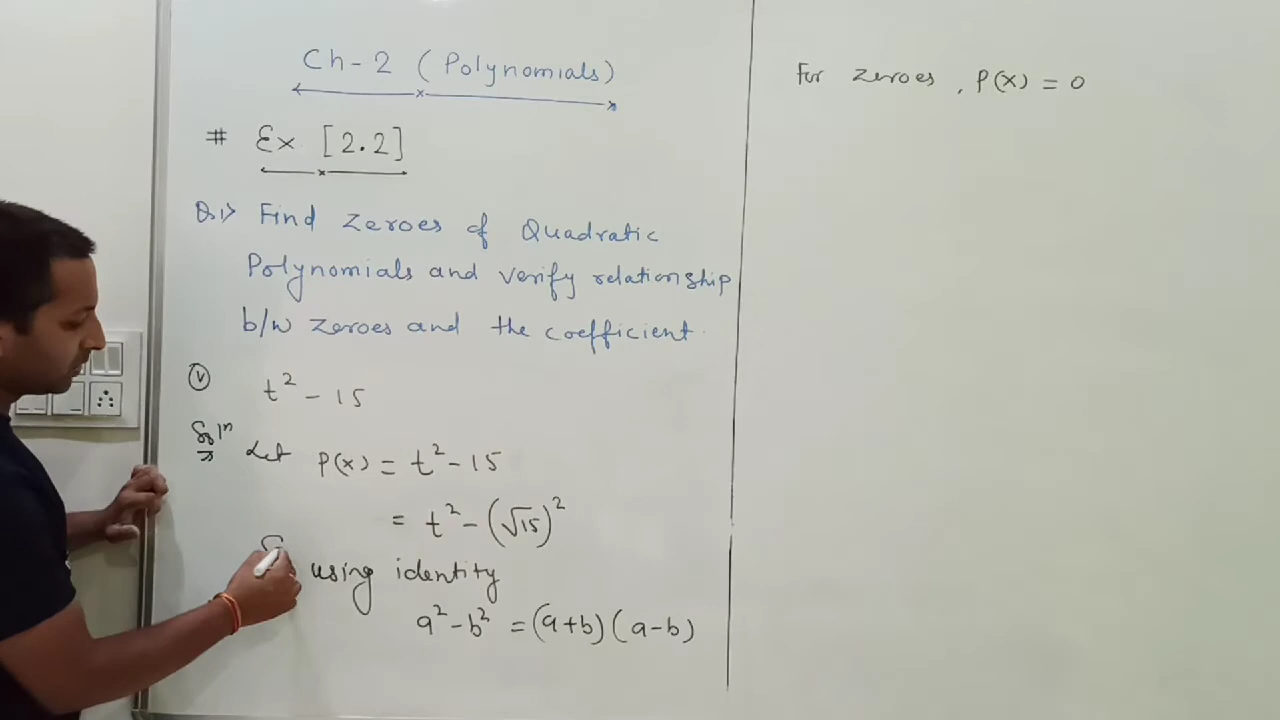 Ch-2 (Polynomials)
# Ex [2.2]
Q.1> Find zeroes of Quadratic
Polynomials and verify relationship
b/w zeroes and the coefficient.
(v) t² - 15
Sol|n Let P(x) = t² - 15
= t² - (√15)²
using identity
a² - b² = (a+b)(a-b)
For zeroes, P(x) = 0